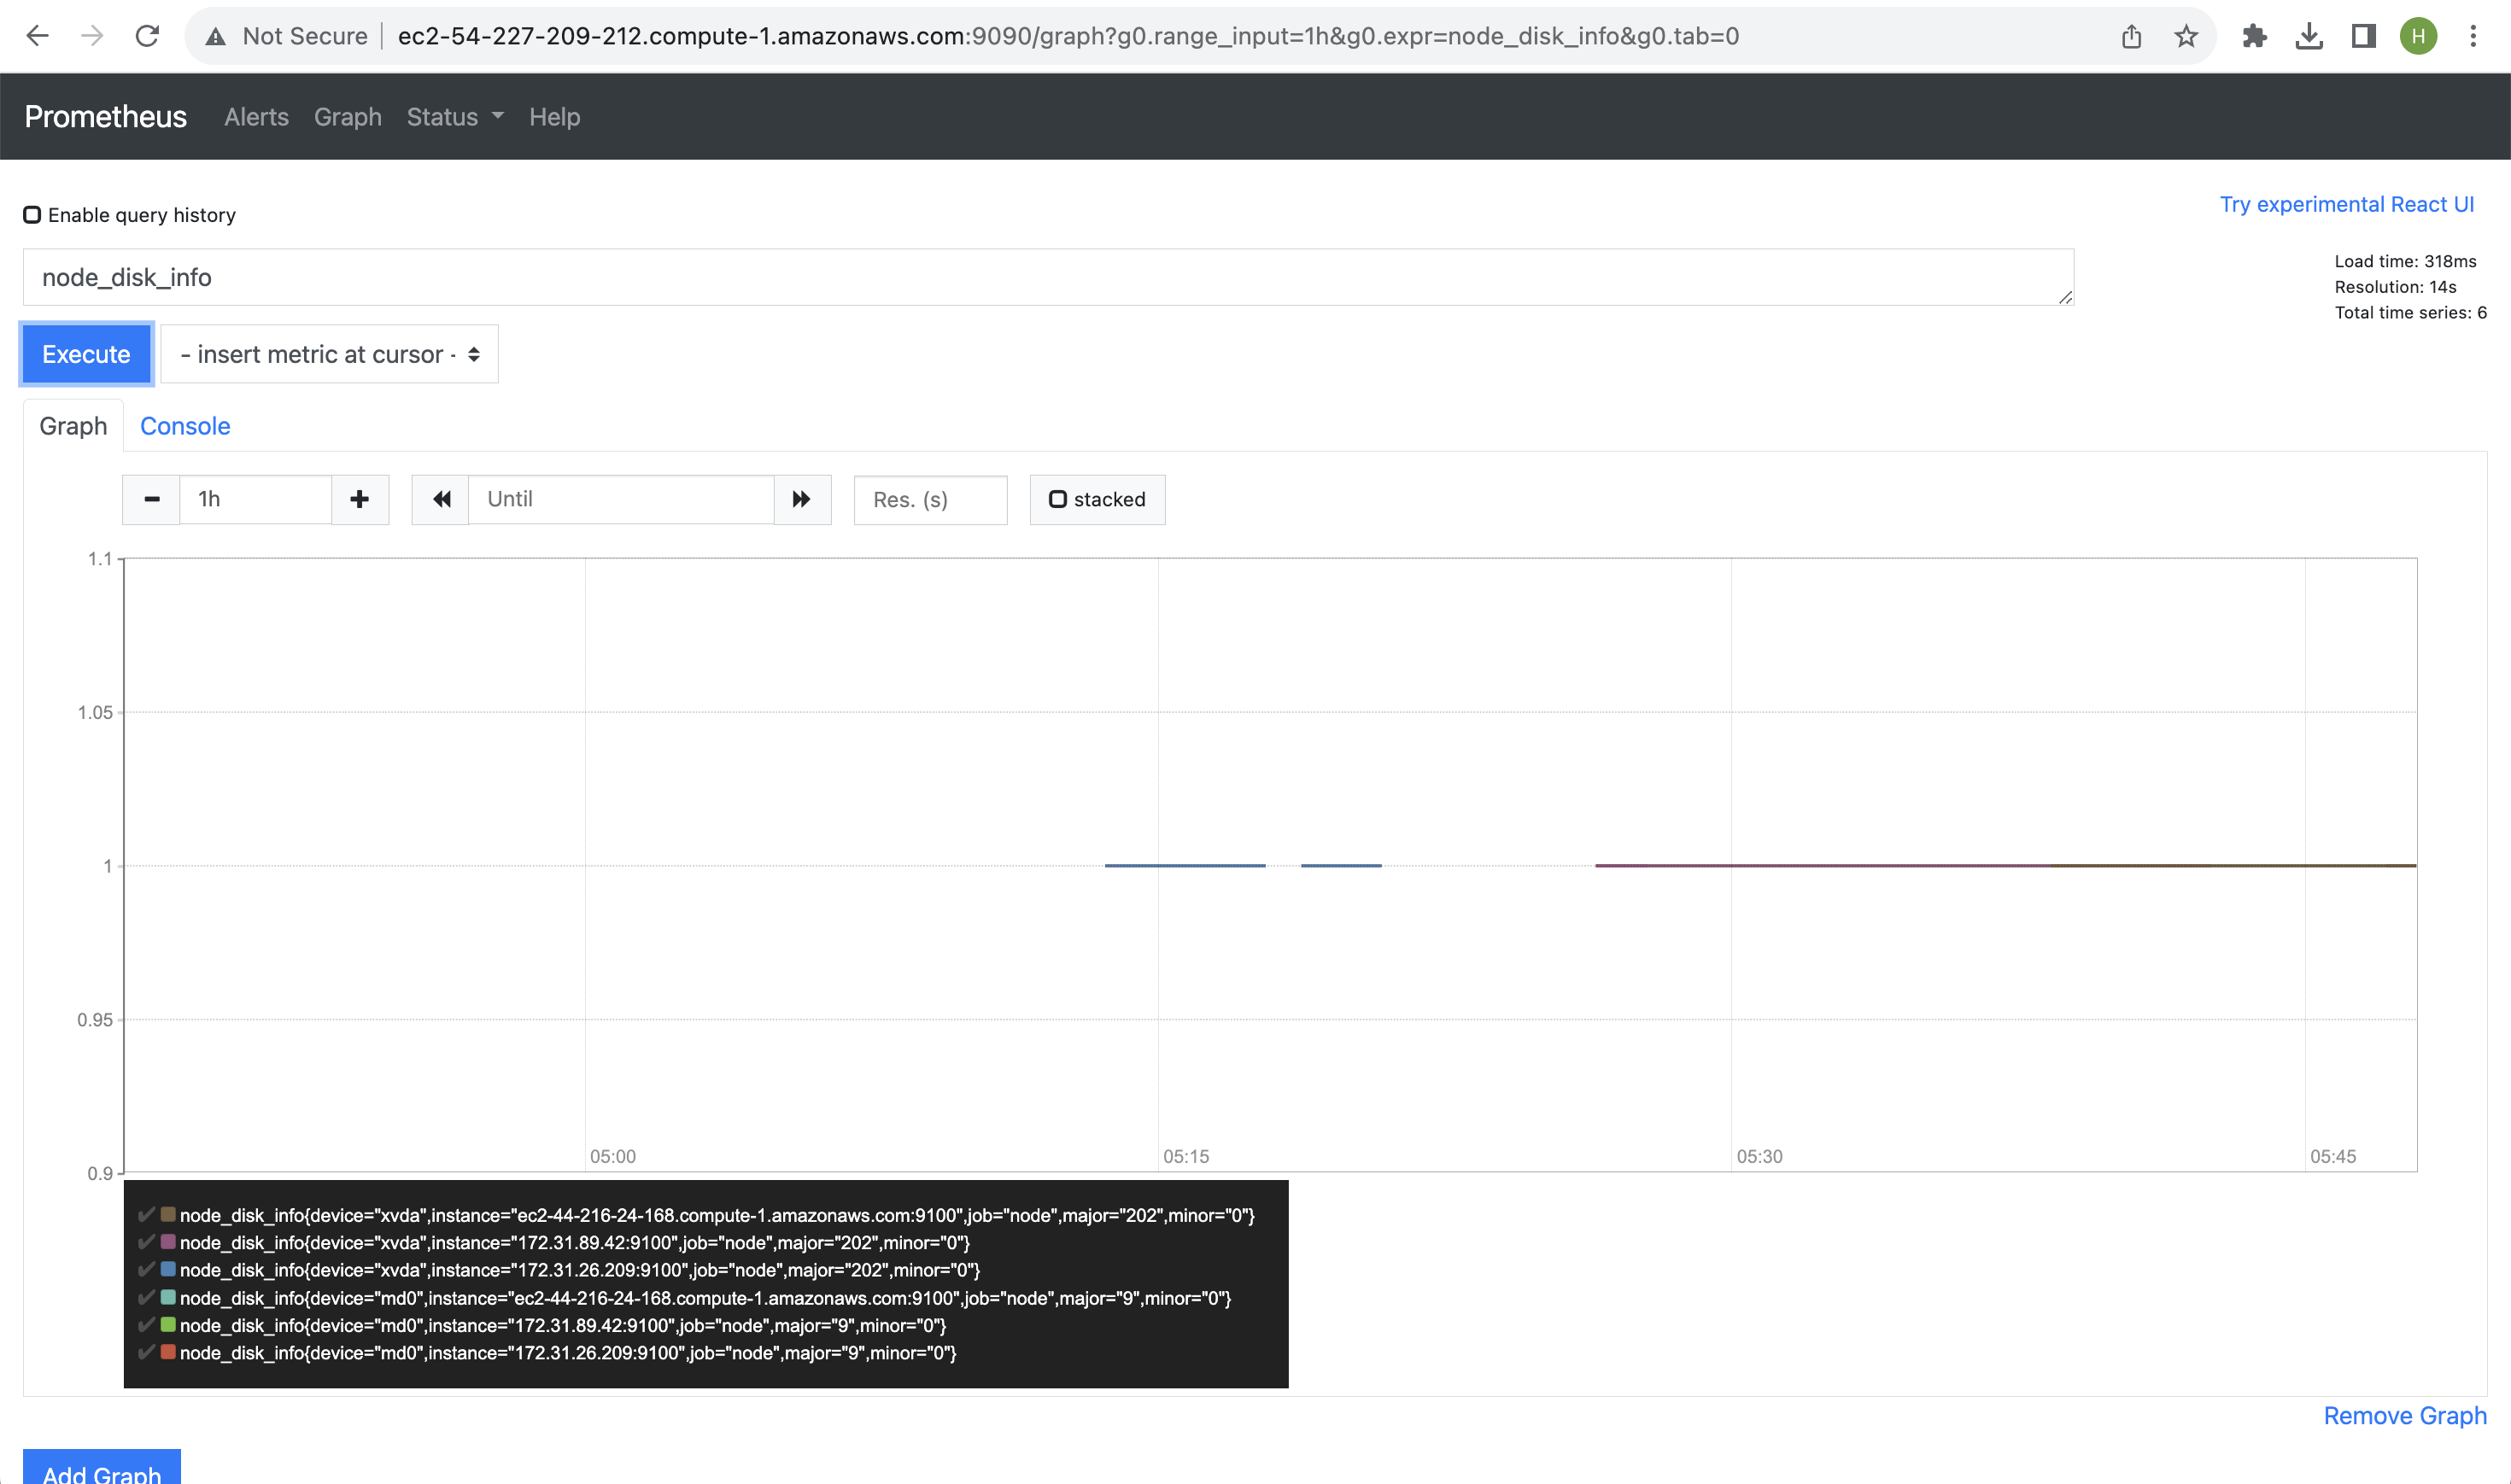 Not Secure
ec2-54-227-209-212.compute-1.amazonaws.com:9090/graph?g0.range_input=1h&g0.expr=node_disk_info&g0.tab=0
H
Prometheus
Alerts
Graph
Status
Help
Enable query history
Try experimental React UI
node_disk_info
Load time: 318ms
Resolution: 14s
Total time series: 6
Execute
- insert metric at cursor -
Graph
Console
1h
Until
Res. (s)
stacked
1.1
1.05
1
0.95
0.9
05:00
05:15
05:30
05:45
node_disk_info{device="xvda",instance="ec2-44-216-24-168.compute-1.amazonaws.com:9100",job="node",major="202",minor="0"}
node_disk_info{device="xvda",instance="172.31.89.42:9100",job="node",major="202",minor="0"}
node_disk_info{device="xvda",instance="172.31.26.209:9100",job="node",major="202",minor="0"}
node_disk_info{device="md0",instance="ec2-44-216-24-168.compute-1.amazonaws.com:9100",job="node",major="9",minor="0"}
node_disk_info{device="md0",instance="172.31.89.42:9100",job="node",major="9",minor="0"}
node_disk_info{device="md0",instance="172.31.26.209:9100",job="node",major="9",minor="0"}
Remove Graph
Add Graph